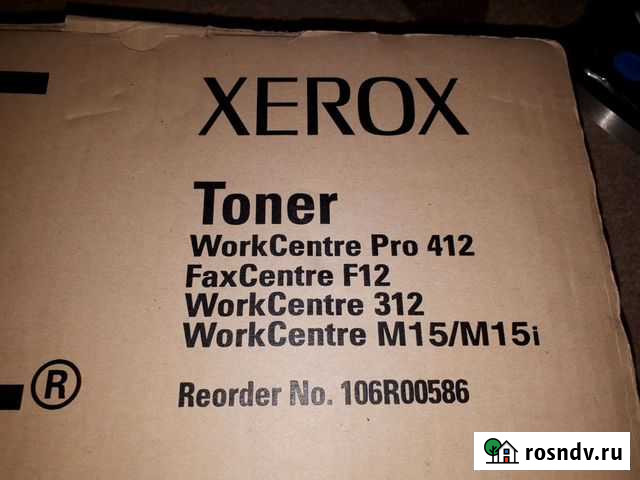 XEROX
Toner
WorkCentre Pro 412
FaxCentre F12
WorkCentre 312
WorkCentre M15/M15i
®
Reorder No. 106R00586
rosndv.ru